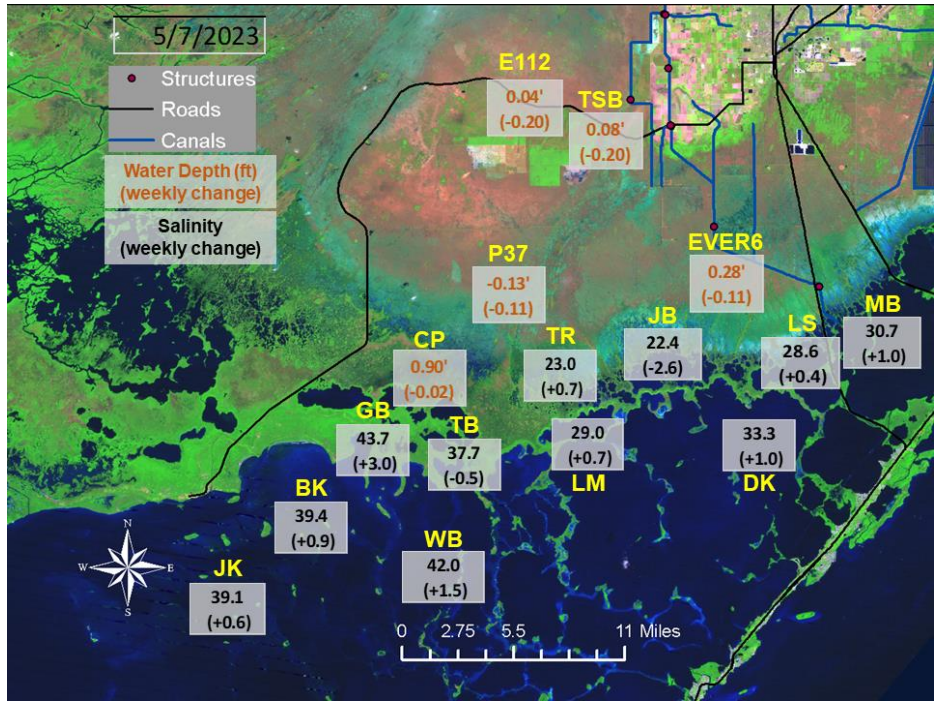 5/7/2023
Structures
Roads
Canals
Water Depth (ft)
(weekly change)
Salinity
(weekly change)
E112
0.04'
(-0.20)
TSB
0.08'
(-0.20)
P37
-0.13'
(-0.11)
EVER6
0.28'
(-0.11)
CP
0.90'
(-0.02)
TR
23.0
(+0.7)
JB
22.4
(-2.6)
LS
28.6
(+0.4)
MB
30.7
(+1.0)
GB
43.7
(+3.0)
TB
37.7
(-0.5)
29.0
(+0.7)
LM
33.3
(+1.0)
DK
BK
39.4
(+0.9)
WB
42.0
(+1.5)
JK
39.1
(+0.6)
N
W E
S
0 2.75 5.5 11 Miles